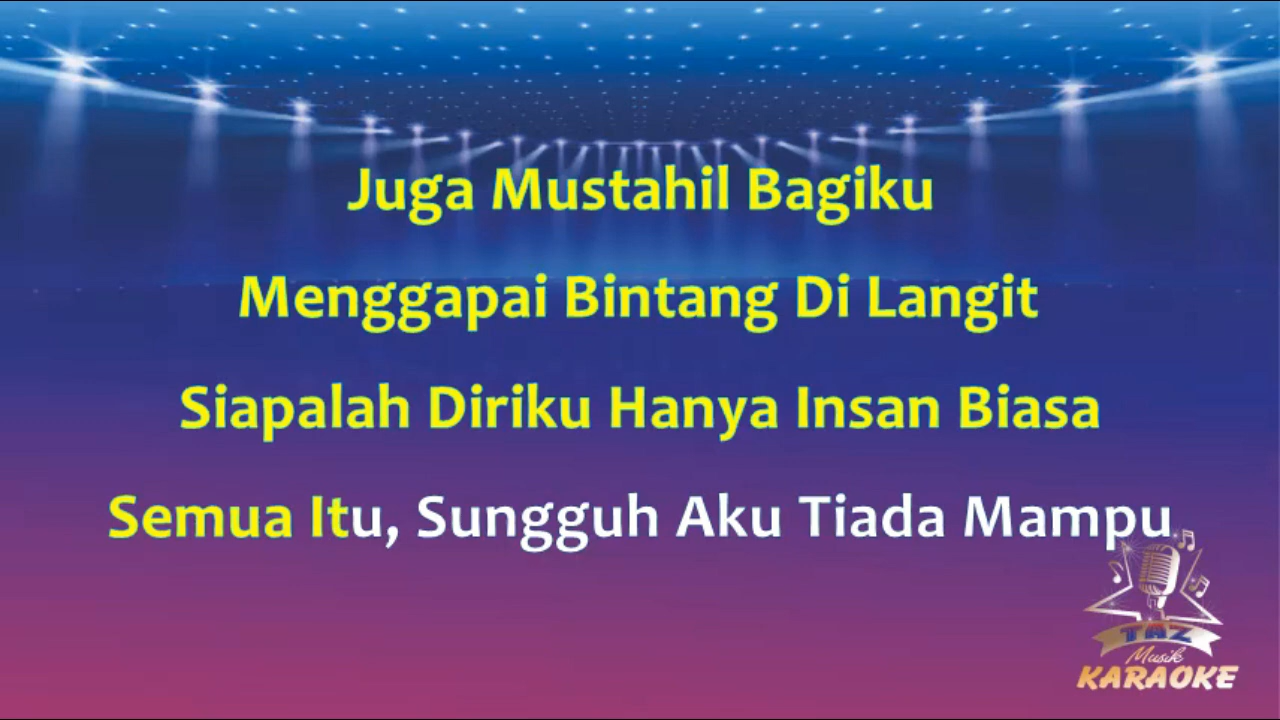 Juga Mustahil Bagiku
Menggapai Bintang Di Langit
Siapalah Diriku Hanya Insan Biasa
Semua Itu, Sungguh Aku Tiada Mampu
TAZ
Musik
KARAOKE